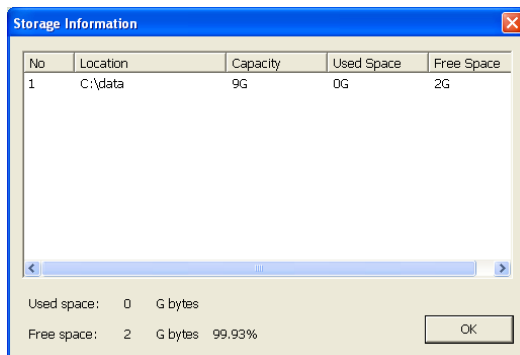 Storage Information
No Location Capacity Used Space Free Space
1 C:\data 9G 0G 2G
Used space: 0 G bytes
Free space: 2 G bytes 99.93%
OK